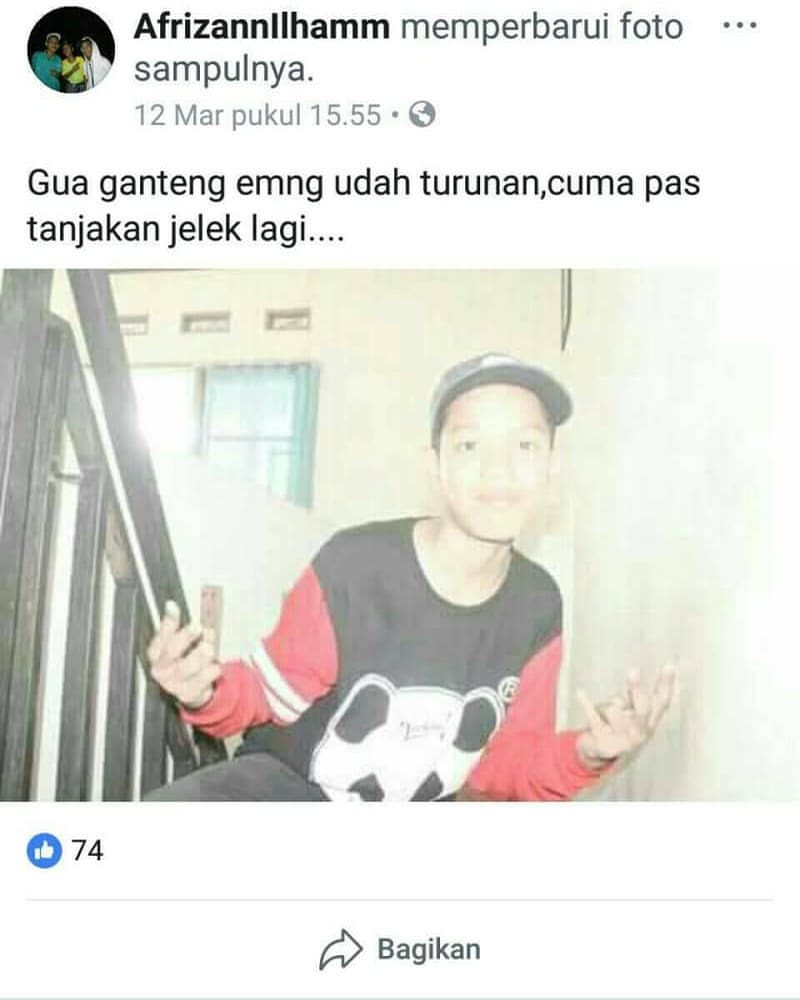 AfrizannIlhamm memperbarui foto
sampulnya.
12 Mar pukul 15.55 •
Gua ganteng emng udah turunan,cuma pas
tanjakan jelek lagi....
®
74
Bagikan